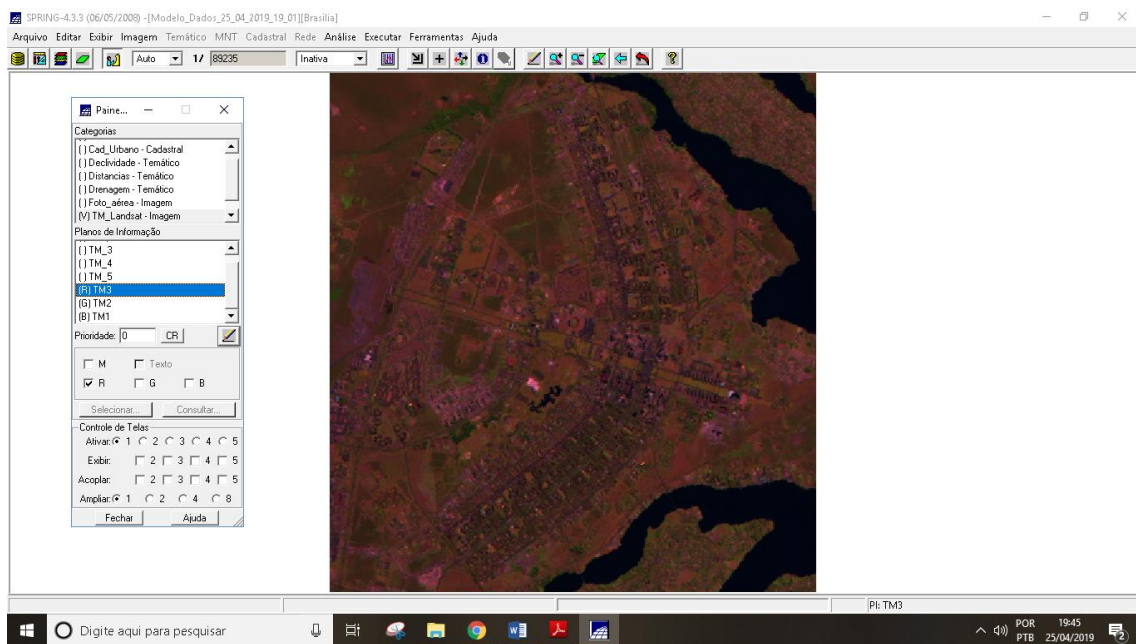 SPRING-4.3.3 (06/05/2008) -[Modelo_Dados_25_04_2019_19_01][Brasilia]
Arquivo Editar Exibir Imagem Temático MNT Cadastral Rede Análise Executar Ferramentas Ajuda
Auto 1/ 89235 Inativa
Paine...
Categorias
( ) Cad_Urbano - Cadastral
( ) Declividade - Temático
( ) Distancias - Temático
( ) Drenagem - Temático
( ) Foto_aérea - Imagem
(V) TM_Landsat - Imagem
Planos de Informação
( ) TM_3
( ) TM_4
( ) TM_5
(R) TM3
(G) TM2
(B) TM1
Prioridade: 0 CR
M Texto
R G B
Selecionar... Consultar...
Controle de Telas
Ativar: 1 2 3 4 5
Exibir: 2 3 4 5
Acoplar: 2 3 4 5
Ampliar: 1 2 4 8
Fechar Ajuda
PI: TM3
Digite aqui para pesquisar
POR 19:45
PTB 25/04/2019
2